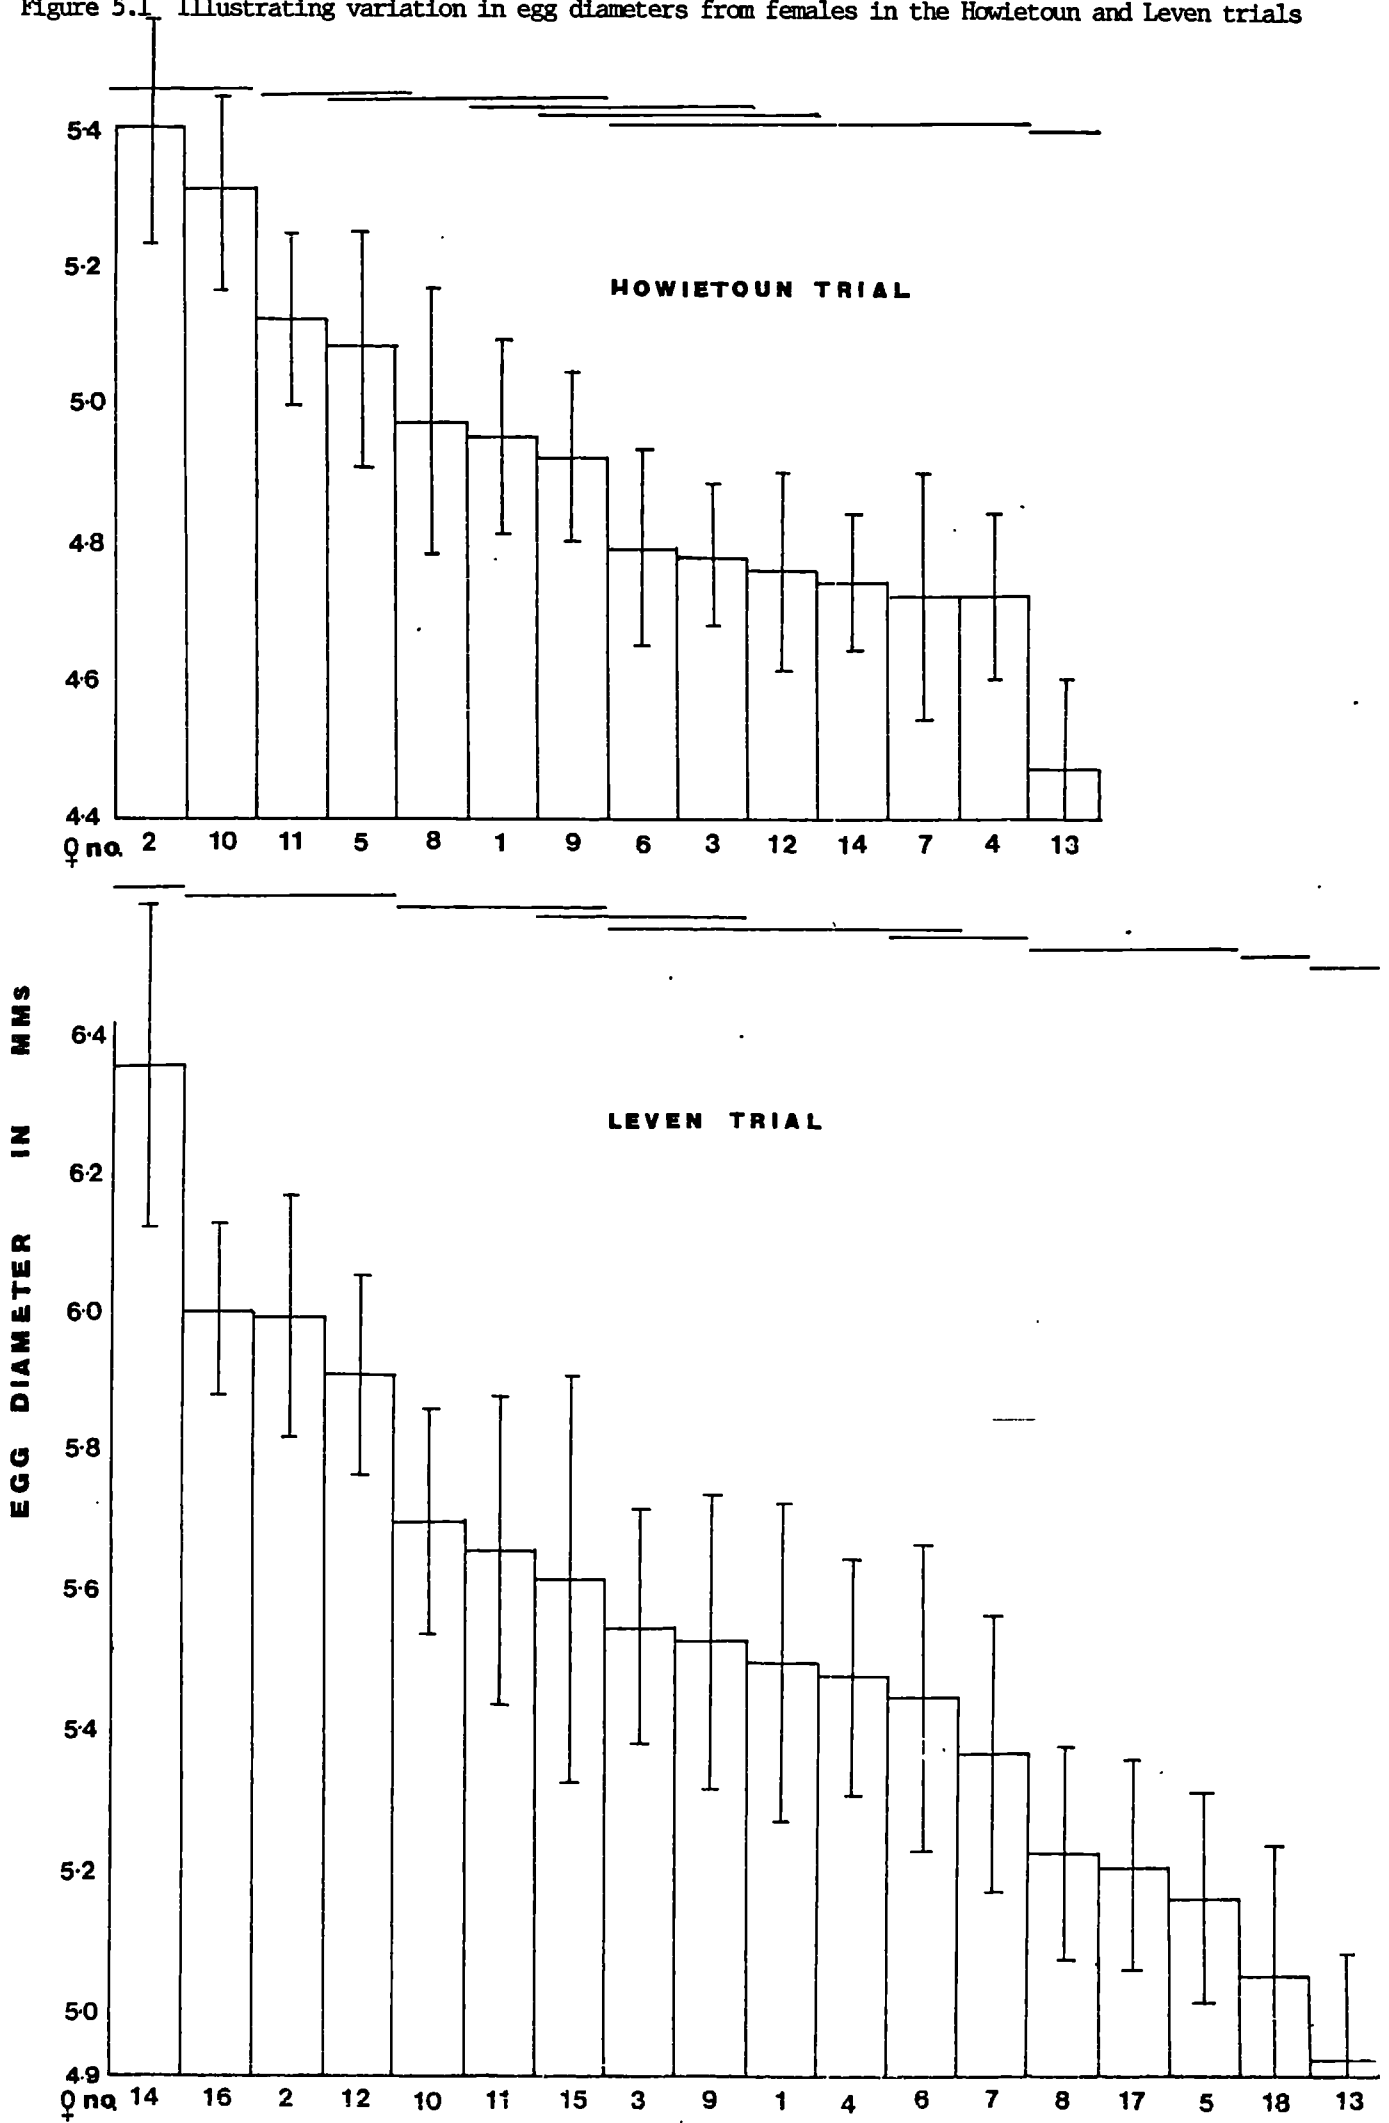 Figure 5.1 Illustrating variation in egg diameters from females in the Howietoun and Leven trials
HOWIETOUN TRIAL
5·4
5·2
5·0
4·8
4·6
4·4
♀ no. 2 10 11 5 8 1 9 6 3 12 14 7 4 13
EGG DIAMETER IN MMs
LEVEN TRIAL
6·4
6·2
6·0
5·8
5·6
5·4
5·2
5·0
4·9
♀ no. 14 16 2 12 10 11 15 3 9 1 4 6 7 8 17 5 18 13